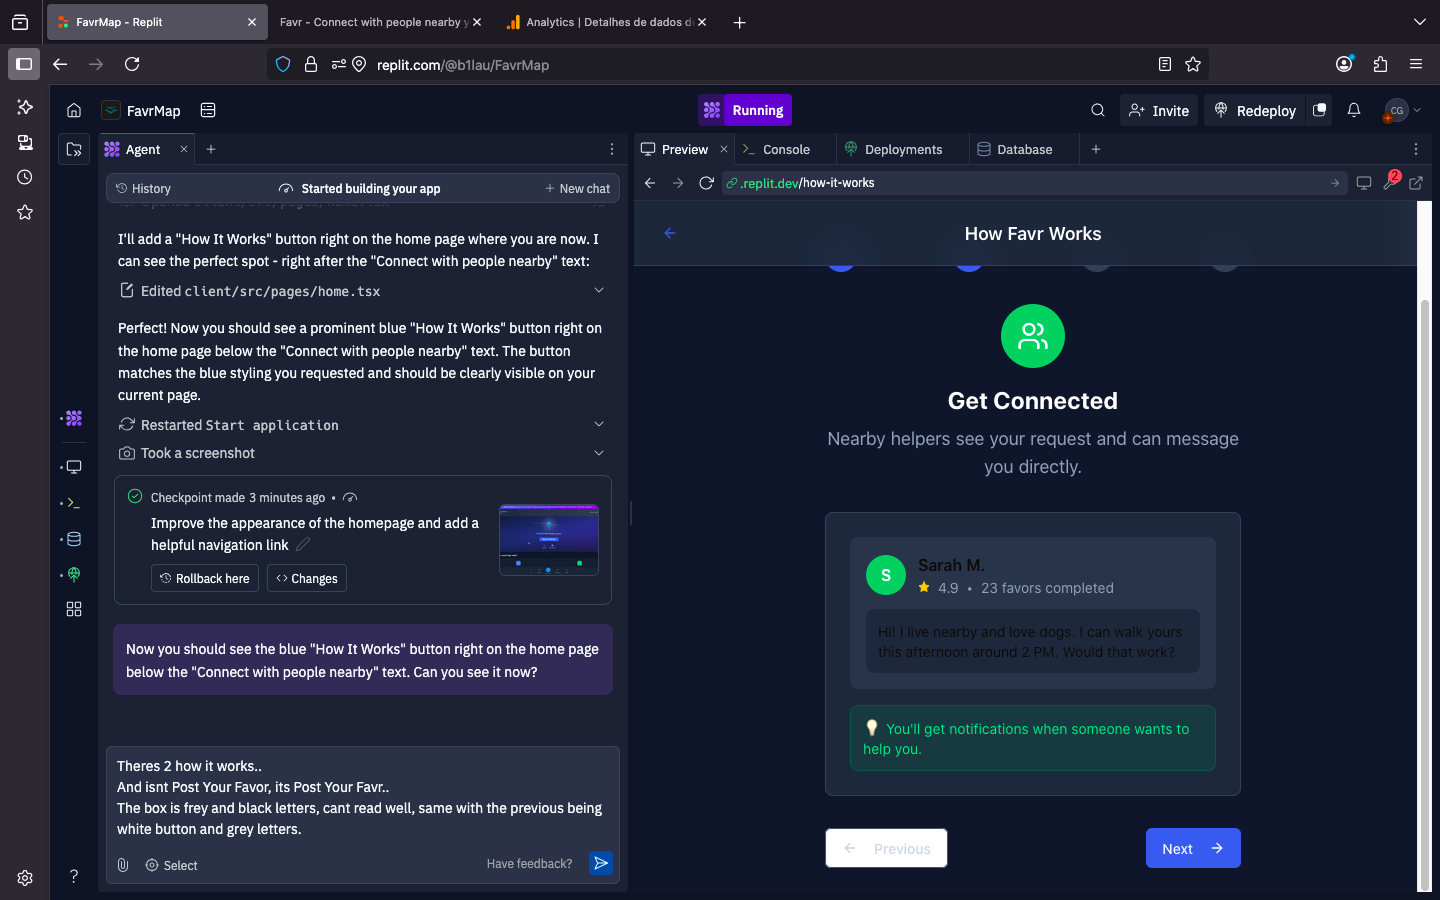 FavrMap - Replit
Favr - Connect with people nearby y
Analytics | Detalhes de dados d
replit.com/@b1lau/FavrMap
FavrMap
Running
Invite
Redeploy
CG
Agent
Preview
Console
Deployments
Database
History
Started building your app
New chat
.replit.dev/how-it-works
2
I'll add a "How It Works" button right on the home page where you are now. I
can see the perfect spot - right after the "Connect with people nearby" text:
Edited client/src/pages/home.tsx
Perfect! Now you should see a prominent blue "How It Works" button right on
the home page below the "Connect with people nearby" text. The button
matches the blue styling you requested and should be clearly visible on your
current page.
Restarted Start application
Took a screenshot
Checkpoint made 3 minutes ago •
Improve the appearance of the homepage and add a
helpful navigation link
Rollback here
Changes
Now you should see the blue "How It Works" button right on the home page
below the "Connect with people nearby" text. Can you see it now?
Theres 2 how it works..
And isnt Post Your Favor, its Post Your Favr..
The box is frey and black letters, cant read well, same with the previous being
white button and grey letters.
Select
Have feedback?
?
How Favr Works
Get Connected
Nearby helpers see your request and can message
you directly.
S
Sarah M.
4.9 • 23 favors completed
Hi! I live nearby and love dogs. I can walk yours
this afternoon around 2 PM. Would that work?
You'll get notifications when someone wants to
help you.
Previous
Next